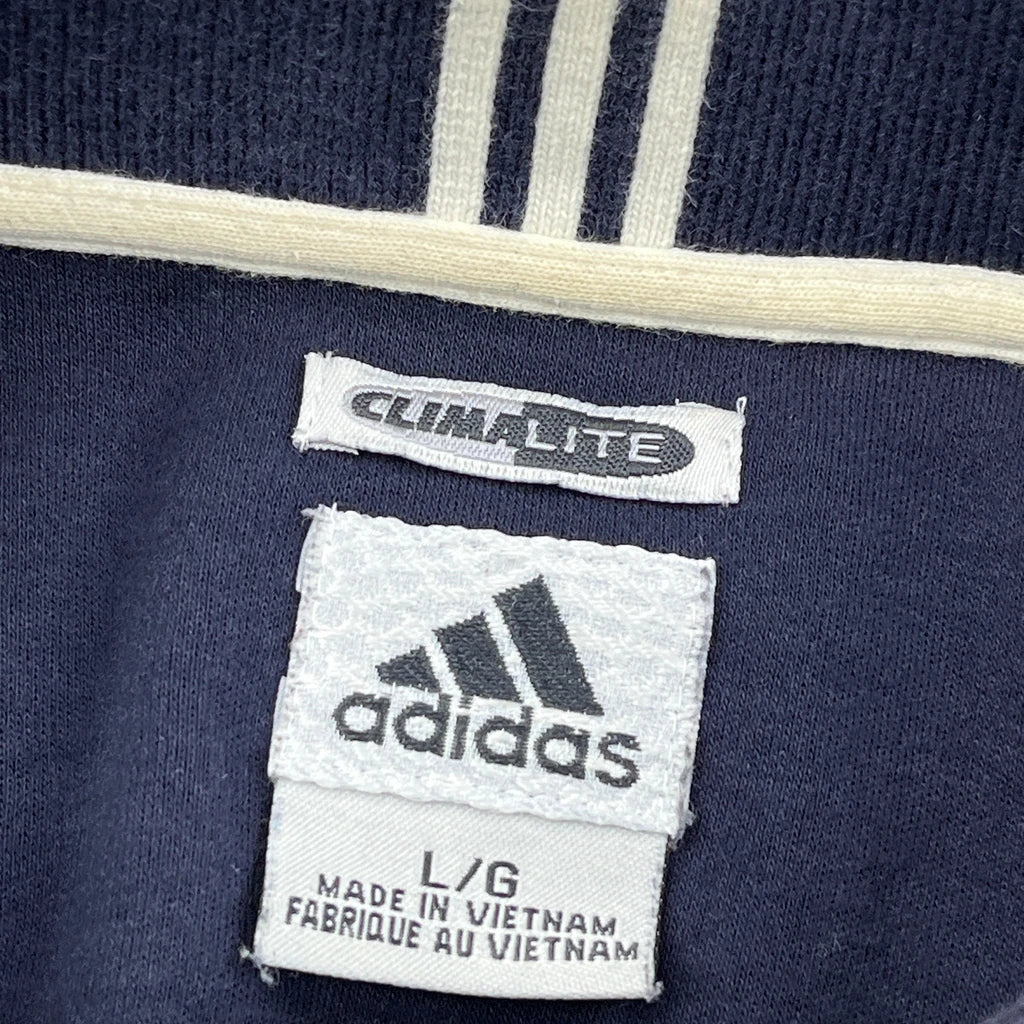 CLIMALITE
adidas
L/G
MADE IN VIETNAM
FABRIQUE AU VIETNAM